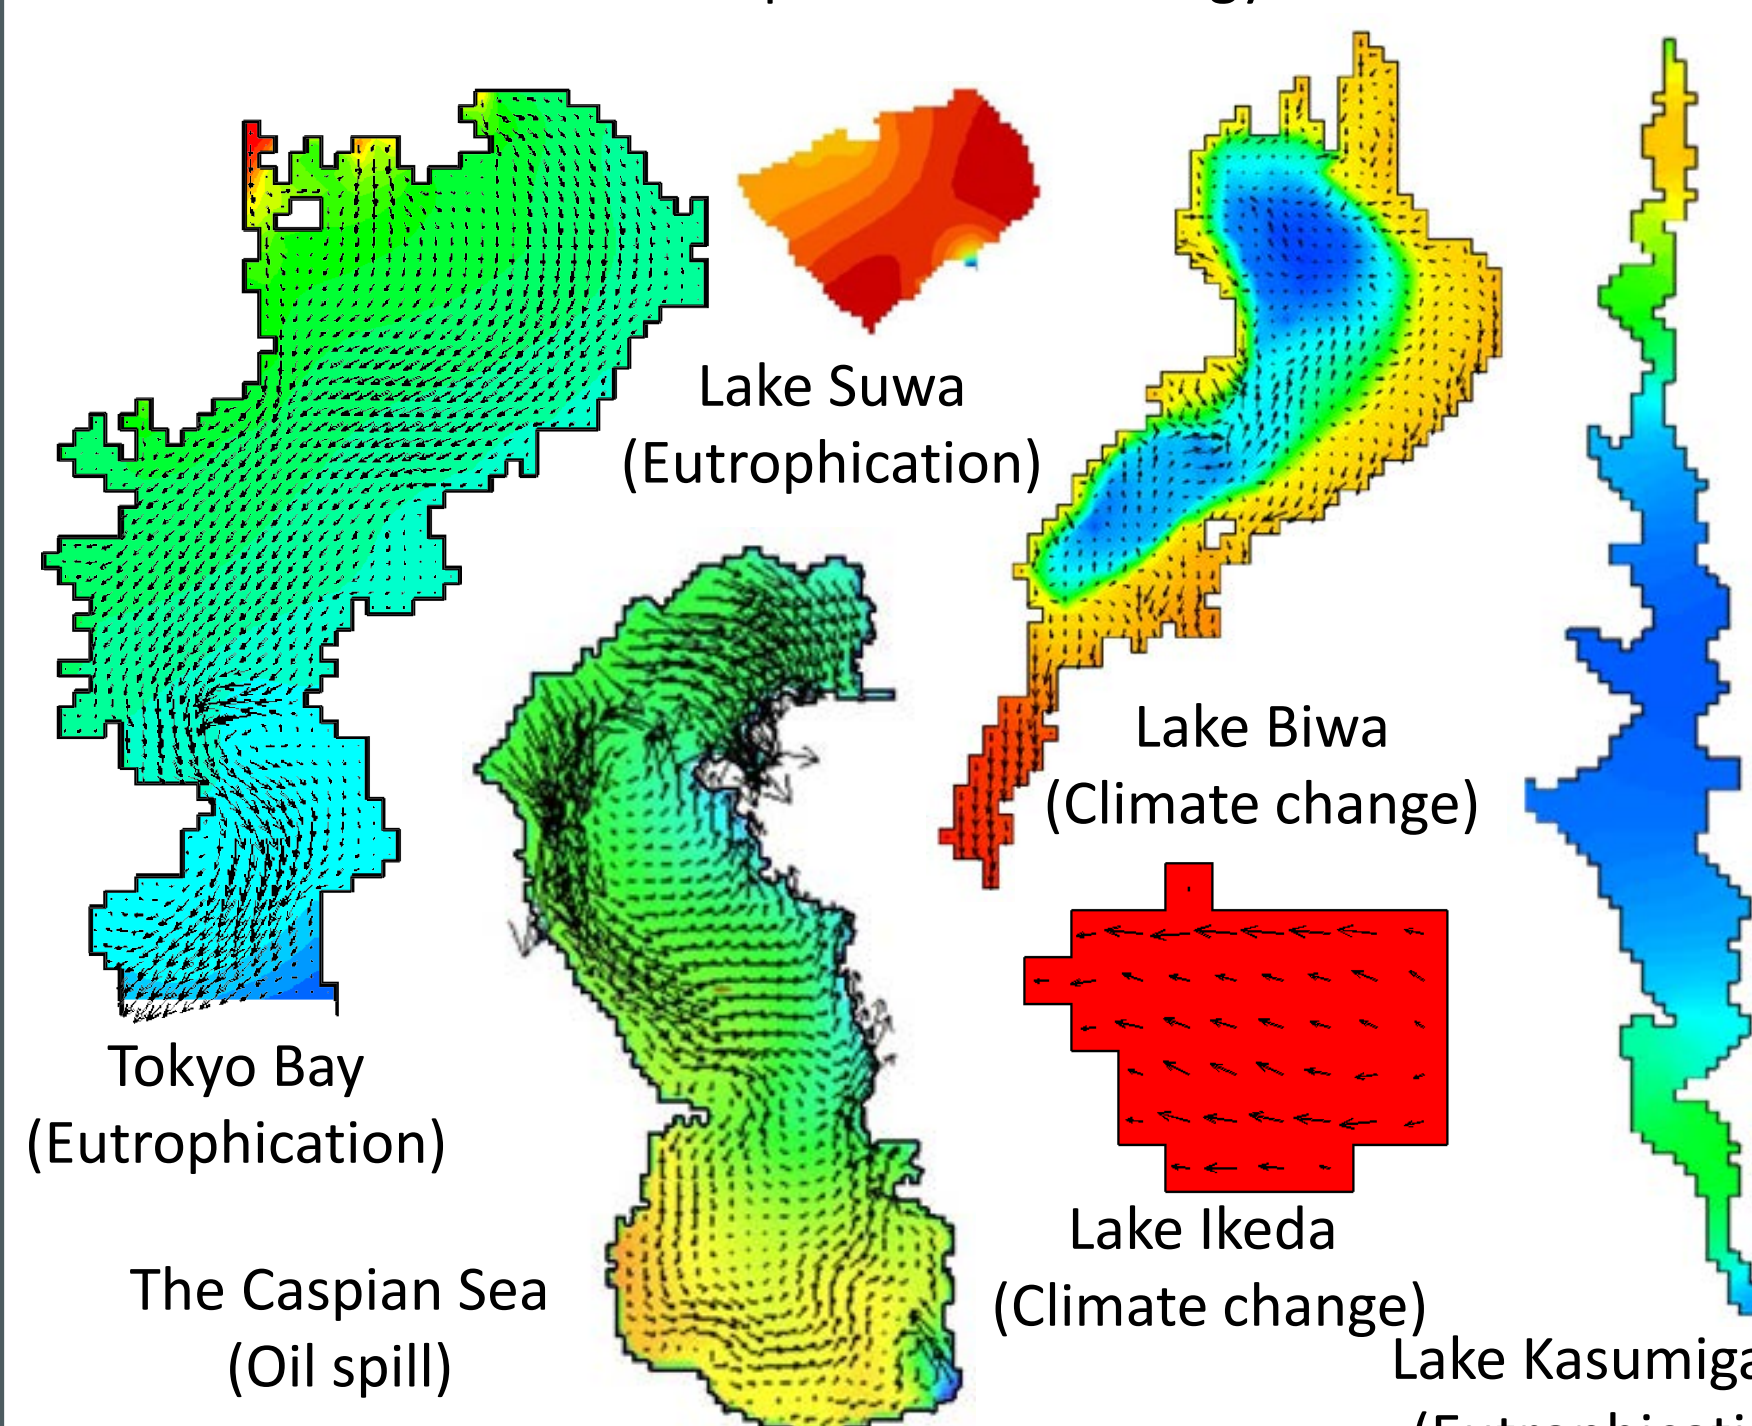 Lake Suwa
(Eutrophication)
Lake Biwa
(Climate change)
Tokyo Bay
(Eutrophication)
Lake Ikeda
(Climate change)
The Caspian Sea
(Oil spill)
Lake